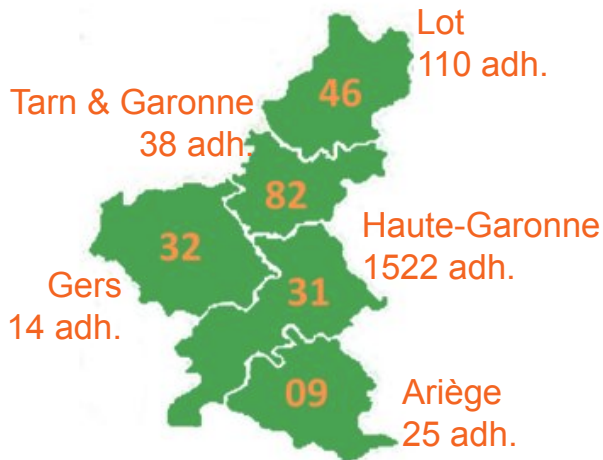 Lot
110 adh.
46
Tarn & Garonne
38 adh.
82
Haute-Garonne
1522 adh.
32
Gers
14 adh.
31
09
Ariège
25 adh.